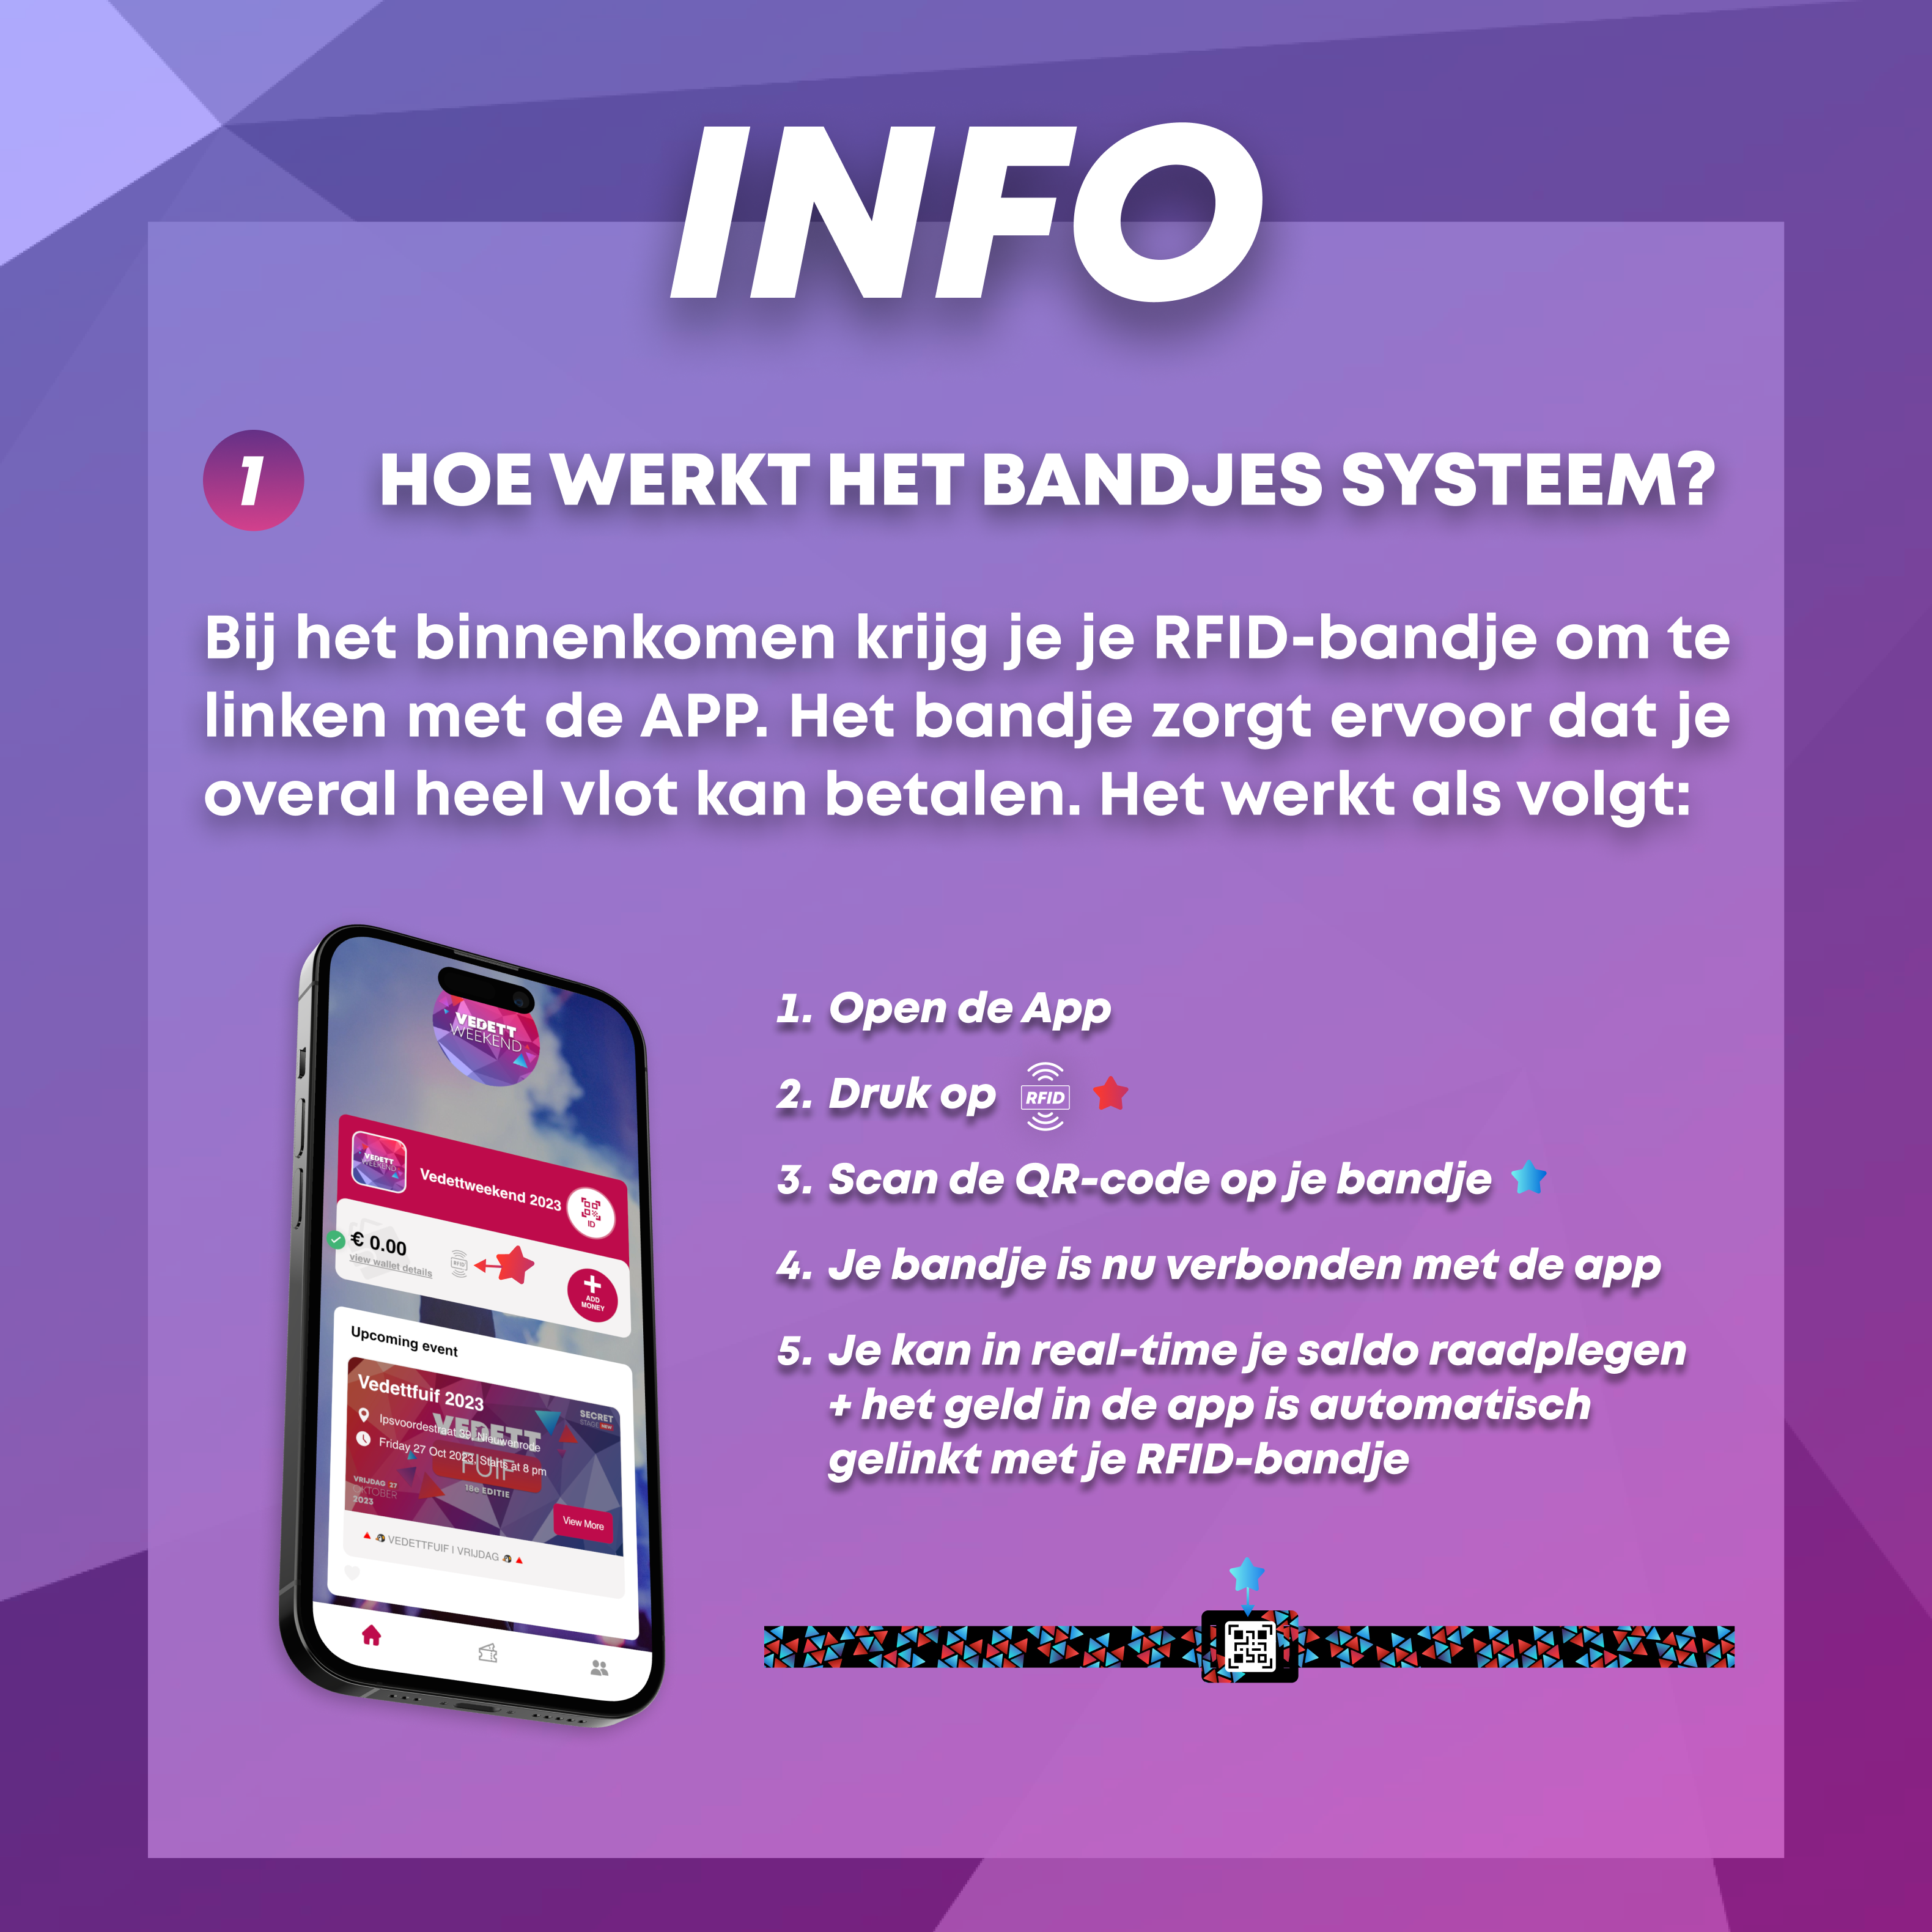 INFO
1
HOE WERKT HET BANDJES SYSTEEM?
Bij het binnenkomen krijg je je RFID-bandje om te
linken met de APP. Het bandje zorgt ervoor dat je
overal heel vlot kan betalen. Het werkt als volgt:
VEDETT
WEEKEND
VEDETT
WEEKEND
Vedettweekend 2023
ID
€ 0.00
view wallet details
RFID
ADD
MONEY
Upcoming event
Vedettfuif 2023
SECRET
STAGE NEW
Ipsvoordestraat 39, Nieuwenrode
VEDETT
Friday 27 Oct 2023, Starts at 8 pm
FUIF
18e EDITIE
VRIJDAG 27
OKTOBER
2023
View More
VEDETTFUIF I VRIJDAG
1. Open de App
2. Druk op RFID
3. Scan de QR-code op je bandje
4. Je bandje is nu verbonden met de app
5. Je kan in real-time je saldo raadplegen
+ het geld in de app is automatisch
gelinkt met je RFID-bandje